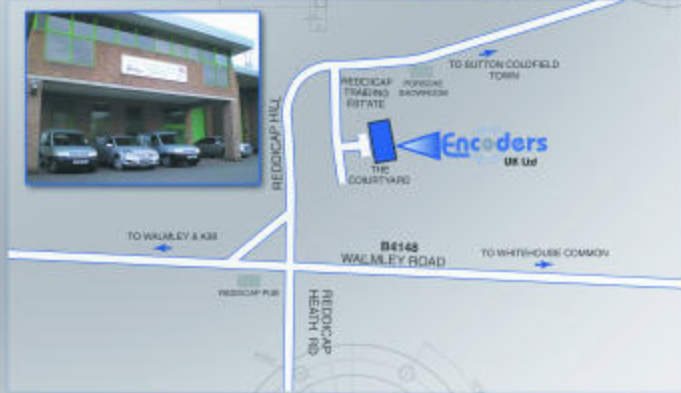 TO SUTTON COLDFIELD
TOWN
REDDICAP
TRADING
ESTATE
PORSCHE
SHOWROOM
REDDICAP HILL
Encoders
UK Ltd
THE
COURTYARD
TO WALMLEY & A38
B4148
WALMLEY ROAD
TO WHITEHOUSE COMMON
REDDICAP PUB
REDDICAP
HEATH RD